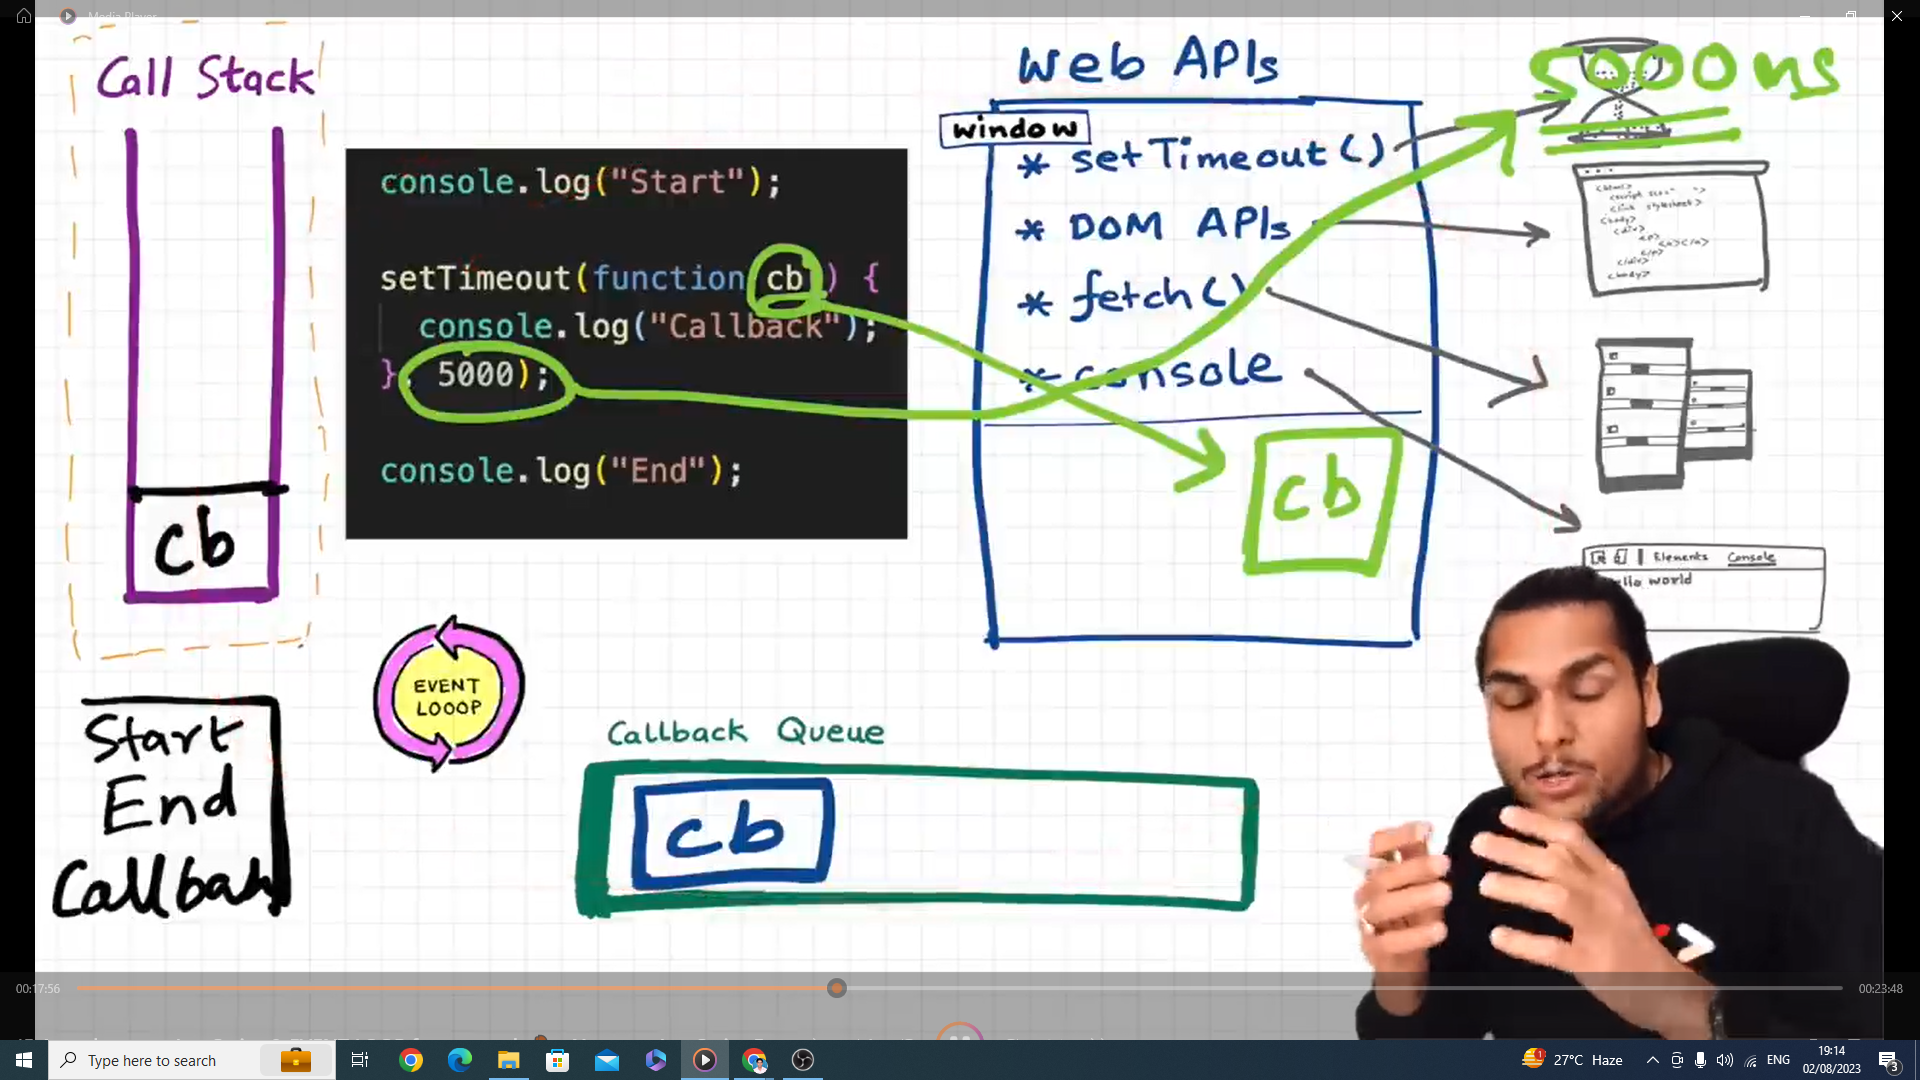 Media Player
Call Stack
cb
console.log("Start");
setTimeout(function cb() {
console.log("Callback");
}, 5000);
console.log("End");
Web APIs
window
* setTimeout()
* DOM APIs
* fetch()
* console
cb
5000 ms
Elements Console
world
EVENT
LOOOP
Start
End
Callback
Callback Queue
cb
00:17:56
00:23:48
Type here to search
27°C Haze
ENG
19:14
02/08/2023
3